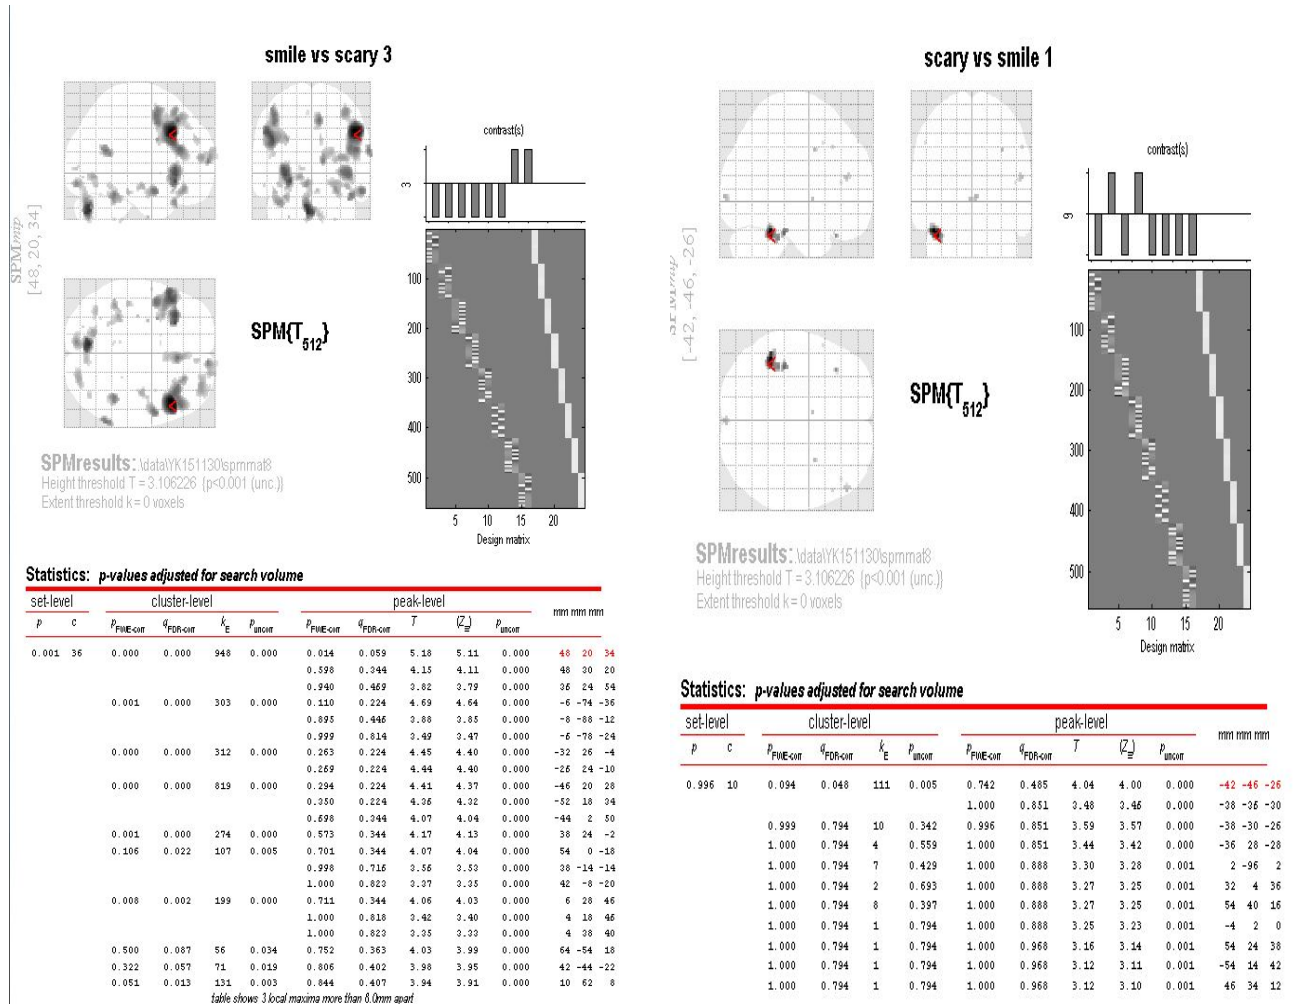 smile vs scary 3
contrast(s)
3
SPMmip
[48, 20, 34]
SPM{T512}
100
200
300
400
500
5 10 15 20
Design matrix
SPMresults: .\data\YK151130\spmmat8
Height threshold T = 3.106226 {p<0.001 (unc.)}
Extent threshold k = 0 voxels
Statistics: p-values adjusted for search volume
set-level cluster-level peak-level mm mm mm
p c pFWE-corr qFDR-corr kE puncorr pFWE-corr qFDR-corr T (Z≡) puncorr
0.001 36 0.000 0.000 948 0.000 0.014 0.059 5.18 5.11 0.000 48 20 34
0.598 0.344 4.15 4.11 0.000 48 30 20
0.940 0.469 3.82 3.79 0.000 36 24 54
0.001 0.000 303 0.000 0.110 0.224 4.69 4.64 0.000 -6 -74 -36
0.895 0.446 3.88 3.85 0.000 -8 -88 -12
0.999 0.814 3.49 3.47 0.000 -6 -78 -24
0.000 0.000 312 0.000 0.263 0.224 4.45 4.40 0.000 -32 26 -4
0.269 0.224 4.44 4.40 0.000 -26 24 -10
0.000 0.000 819 0.000 0.294 0.224 4.41 4.37 0.000 -46 20 28
0.350 0.224 4.36 4.32 0.000 -52 18 34
0.698 0.344 4.07 4.04 0.000 -44 2 50
0.001 0.000 274 0.000 0.573 0.344 4.17 4.13 0.000 38 24 -2
0.106 0.022 107 0.005 0.701 0.344 4.07 4.04 0.000 54 0 -18
0.998 0.716 3.56 3.53 0.000 38 -14 -14
1.000 0.823 3.37 3.35 0.000 42 -8 -20
0.008 0.002 199 0.000 0.711 0.344 4.06 4.03 0.000 6 28 46
1.000 0.818 3.42 3.40 0.000 4 18 46
1.000 0.823 3.35 3.33 0.000 4 38 40
0.500 0.087 56 0.034 0.752 0.363 4.03 3.99 0.000 64 -54 18
0.322 0.057 71 0.019 0.806 0.402 3.98 3.95 0.000 42 -44 -22
0.051 0.013 131 0.003 0.844 0.407 3.94 3.91 0.000 10 62 8
table shows 3 local maxima more than 8.0mm apart
scary vs smile 1
contrast(s)
9
SPMmip
[-42, -46, -26]
SPM{T512}
100
200
300
400
500
5 10 15 20
Design matrix
SPMresults: .\data\YK151130\spmmat8
Height threshold T = 3.106226 {p<0.001 (unc.)}
Extent threshold k = 0 voxels
Statistics: p-values adjusted for search volume
set-level cluster-level peak-level mm mm mm
p c pFWE-corr qFDR-corr kE puncorr pFWE-corr qFDR-corr T (Z≡) puncorr
0.996 10 0.094 0.048 111 0.005 0.742 0.485 4.04 4.00 0.000 -42 -46 -26
1.000 0.851 3.48 3.46 0.000 -38 -36 -30
0.999 0.794 10 0.342 0.996 0.851 3.59 3.57 0.000 -38 -30 -26
1.000 0.794 4 0.559 1.000 0.851 3.44 3.42 0.000 -36 28 -28
1.000 0.794 7 0.429 1.000 0.888 3.30 3.28 0.001 2 -96 2
1.000 0.794 2 0.693 1.000 0.888 3.27 3.25 0.001 32 4 36
1.000 0.794 8 0.397 1.000 0.888 3.27 3.25 0.001 54 40 16
1.000 0.794 1 0.794 1.000 0.888 3.25 3.23 0.001 -4 2 0
1.000 0.794 1 0.794 1.000 0.968 3.16 3.14 0.001 54 24 38
1.000 0.794 1 0.794 1.000 0.968 3.12 3.11 0.001 -54 14 42
1.000 0.794 1 0.794 1.000 0.968 3.12 3.10 0.001 46 34 12